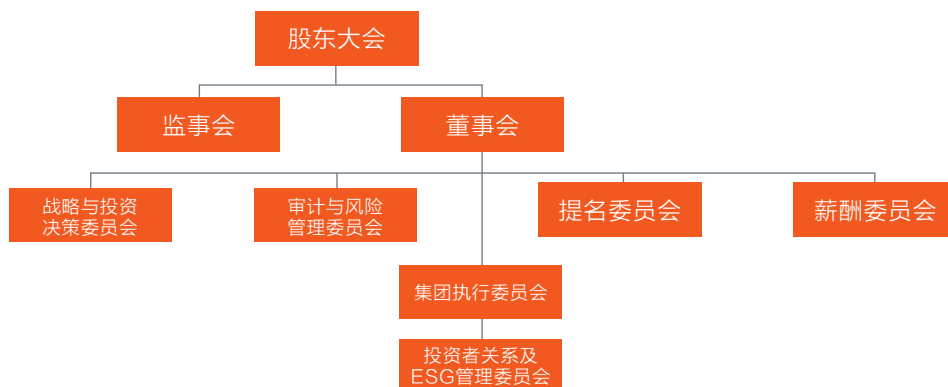 股东大会
监事会
董事会
战略与投资
决策委员会
审计与风险
管理委员会
提名委员会
薪酬委员会
集团执行委员会
投资者关系及
ESG管理委员会